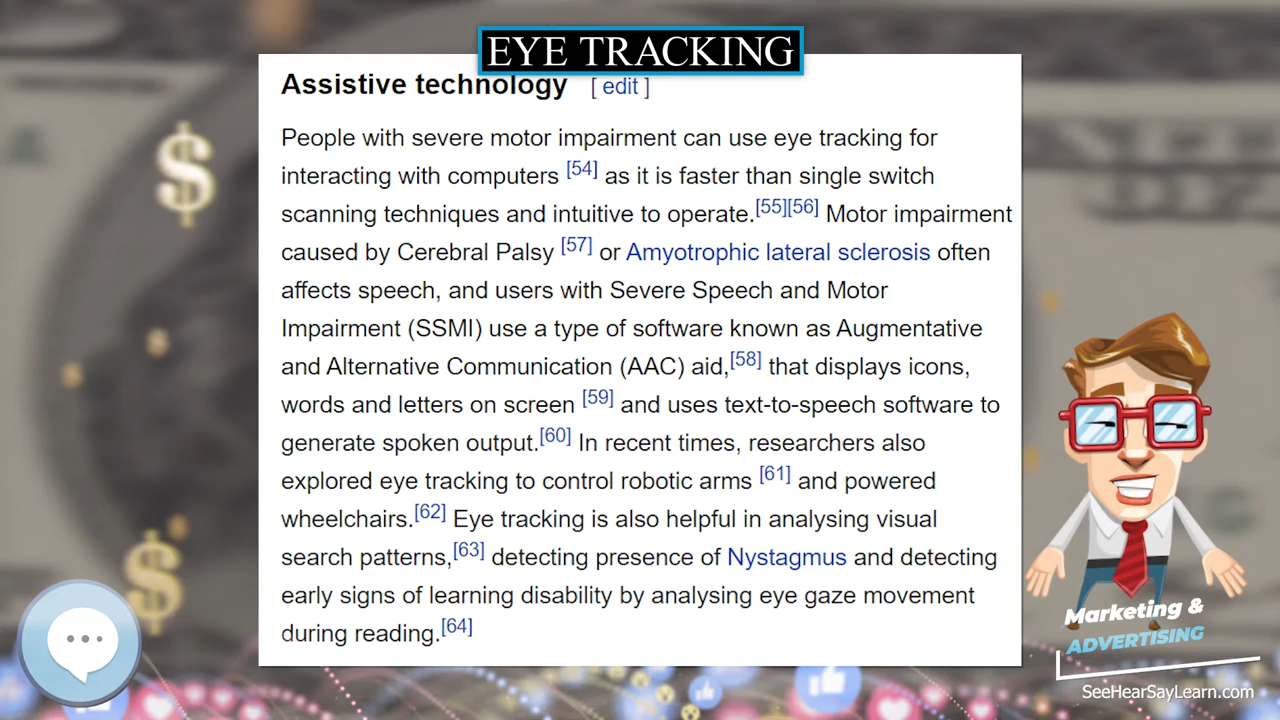 EYE TRACKING
Assistive technology [ edit ]
People with severe motor impairment can use eye tracking for
interacting with computers [54] as it is faster than single switch
scanning techniques and intuitive to operate.[55][56] Motor impairment
caused by Cerebral Palsy [57] or Amyotrophic lateral sclerosis often
affects speech, and users with Severe Speech and Motor
Impairment (SSMI) use a type of software known as Augmentative
and Alternative Communication (AAC) aid,[58] that displays icons,
words and letters on screen [59] and uses text-to-speech software to
generate spoken output.[60] In recent times, researchers also
explored eye tracking to control robotic arms [61] and powered
wheelchairs.[62] Eye tracking is also helpful in analysing visual
search patterns,[63] detecting presence of Nystagmus and detecting
early signs of learning disability by analysing eye gaze movement
during reading.[64]
Marketing &
ADVERTISING
SeeHearSayLearn.com